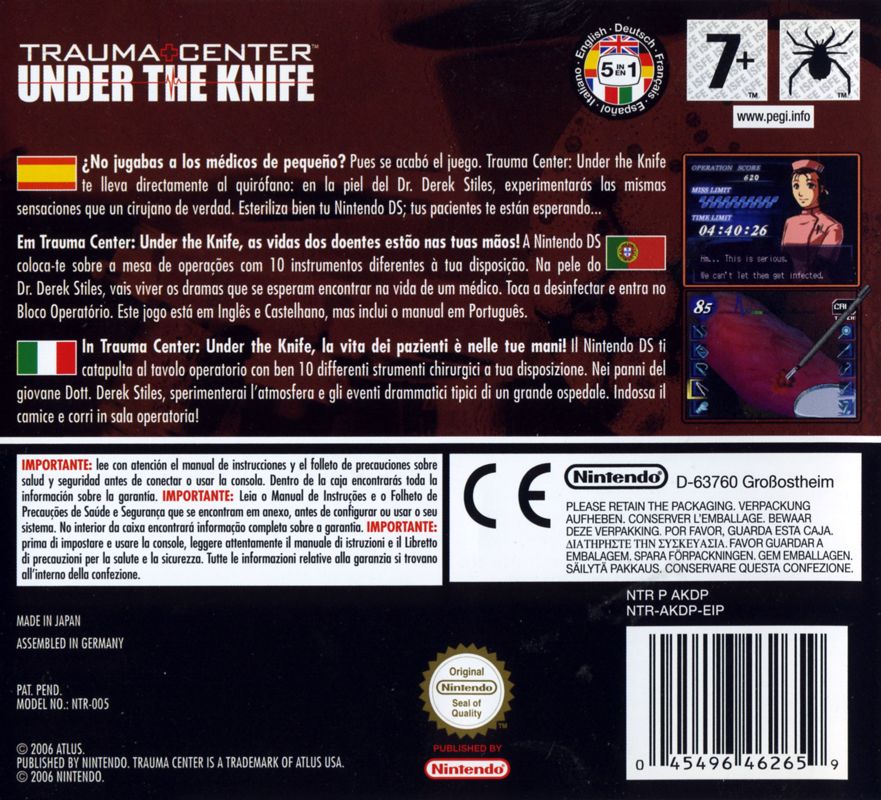 TRAUMA CENTER™
UNDER THE KNIFE
English · Deutsch · Français · Español · Italiano
5 IN EN 1
7+
™
ISFE
™
www.pegi.info
¿No jugabas a los médicos de pequeño? Pues se acabó el juego. Trauma Center: Under the Knife
te lleva directamente al quirófano: en la piel del Dr. Derek Stiles, experimentarás las mismas
sensaciones que un cirujano de verdad. Esteriliza bien tu Nintendo DS; tus pacientes te están esperando...
Em Trauma Center: Under the Knife, as vidas dos doentes estão nas tuas mãos! A Nintendo DS
coloca-te sobre a mesa de operações com 10 instrumentos diferentes à tua disposição. Na pele do
Dr. Derek Stiles, vais viver os dramas que se esperam encontrar na vida de um médico. Toca a desinfectar e entra no
Bloco Operatório. Este jogo está em Inglês e Castelhano, mas inclui o manual em Português.
In Trauma Center: Under the Knife, la vita dei pazienti è nelle tue mani! Il Nintendo DS ti
catapulta al tavolo operatorio con ben 10 differenti strumenti chirurgici a tua disposizione. Nei panni del
giovane Dott. Derek Stiles, sperimenterai l'atmosfera e gli eventi drammatici tipici di un grande ospedale. Indossa il
camice e corri in sala operatoria!
OPERATION SCORE
620
MISS LIMIT
TIME LIMIT
04:40:26
Hm... This is serious.
We can't let them get infected.
85
IMPORTANTE: lee con atención el manual de instrucciones y el folleto de precauciones sobre
salud y seguridad antes de conectar o usar la consola. Dentro de la caja encontrarás toda la
información sobre la garantía. IMPORTANTE: Leia o Manual de Instruções e o Folheto de
Precauções de Saúde e Segurança que se encontram em anexo, antes de configurar ou usar o seu
sistema. No interior da caixa encontrará informação completa sobre a garantia. IMPORTANTE:
prima di impostare e usare la console, leggere attentamente il manuale di istruzioni e il Libretto
di precauzioni per la salute e la sicurezza. Tutte le informazioni relative alla garanzia si trovano
all'interno della confezione.
CE
Nintendo® D-63760 Großostheim
PLEASE RETAIN THE PACKAGING. VERPACKUNG
AUFHEBEN. CONSERVER L'EMBALLAGE. BEWAAR
DEZE VERPAKKING. POR FAVOR, GUARDA ESTA CAJA.
ΔΙΑΤΗΡΗΣΤΕ ΤΗΝ ΣΥΣΚΕΥΑΣΙΑ. FAVOR GUARDAR A
EMBALAGEM. SPARA FÖRPACKNINGEN. GEM EMBALLAGEN.
SÄILYTÄ PAKKAUS. CONSERVARE QUESTA CONFEZIONE.
NTR P AKDP
NTR-AKDP-EIP
MADE IN JAPAN
ASSEMBLED IN GERMANY
PAT. PEND.
MODEL NO.: NTR-005
© 2006 ATLUS.
PUBLISHED BY NINTENDO. TRAUMA CENTER IS A TRADEMARK OF ATLUS USA.
© 2006 NINTENDO.
Original
Nintendo
Seal of
Quality
™
PUBLISHED BY
Nintendo®
0 45496 46265 9